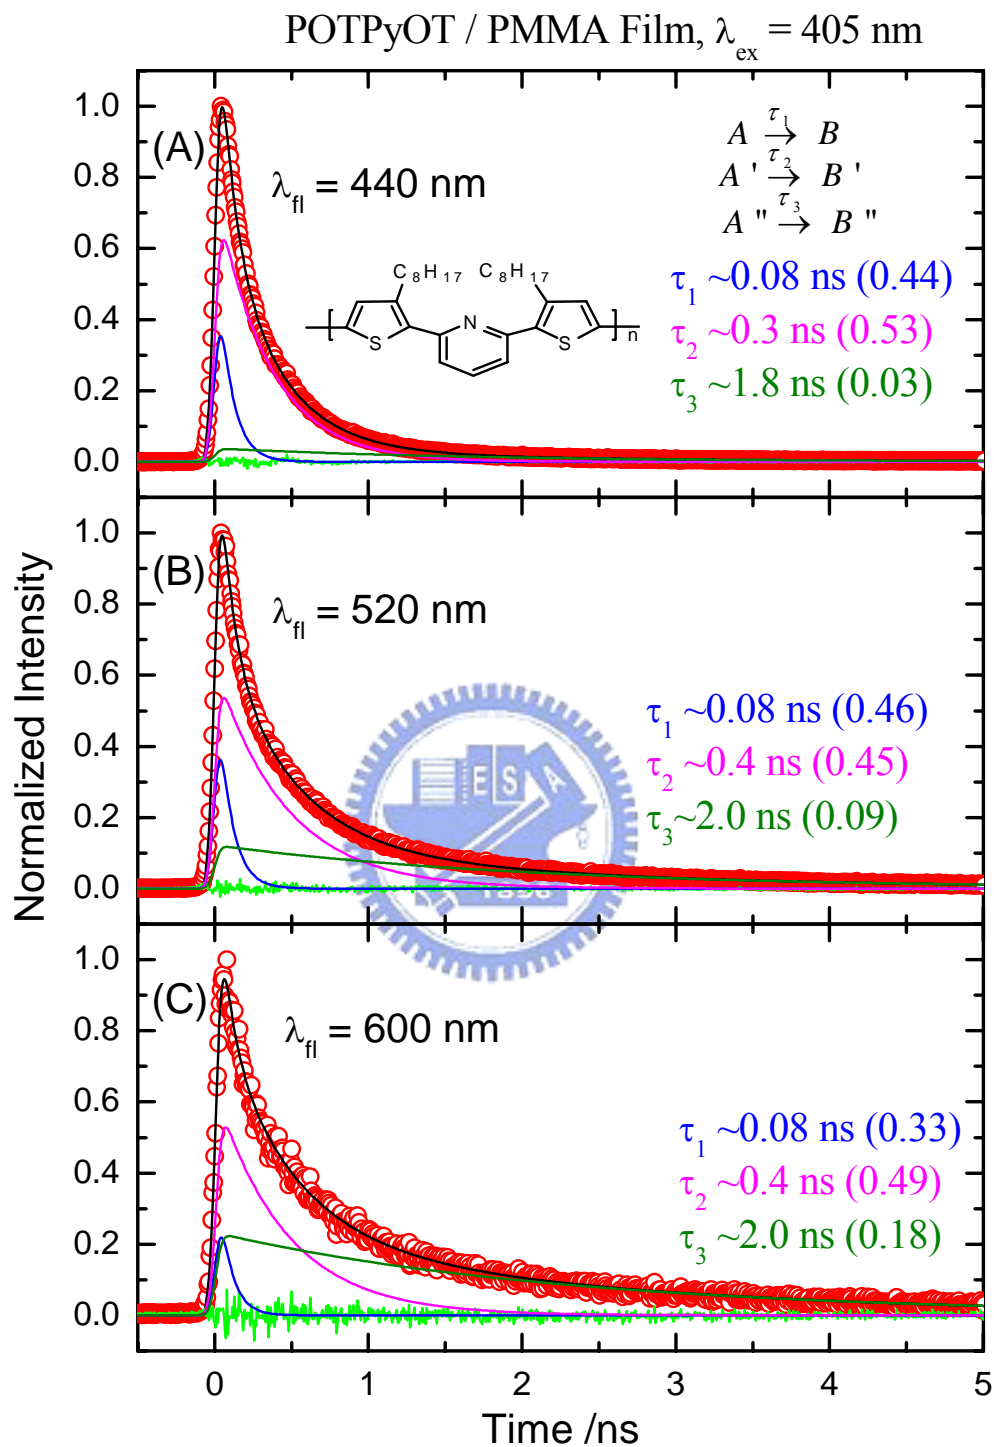 POTPyOT / PMMA Film, λex = 405 nm
Normalized Intensity
1.0
0.8
0.6
0.4
0.2
0.0
(A)
λfl = 440 nm
A τ1→ B
A ' τ2→ B '
A " τ3→ B "
τ1 ~0.08 ns (0.44)
τ2 ~0.3 ns (0.53)
τ3 ~1.8 ns (0.03)
C8H17 C8H17
[ S N S ]n
1.0
0.8
0.6
0.4
0.2
0.0
(B)
λfl = 520 nm
τ1 ~0.08 ns (0.46)
τ2 ~0.4 ns (0.45)
τ3~2.0 ns (0.09)
E S A
1.0
0.8
0.6
0.4
0.2
0.0
(C)
λfl = 600 nm
τ1 ~0.08 ns (0.33)
τ2 ~0.4 ns (0.49)
τ3 ~2.0 ns (0.18)
0 1 2 3 4 5
Time /ns